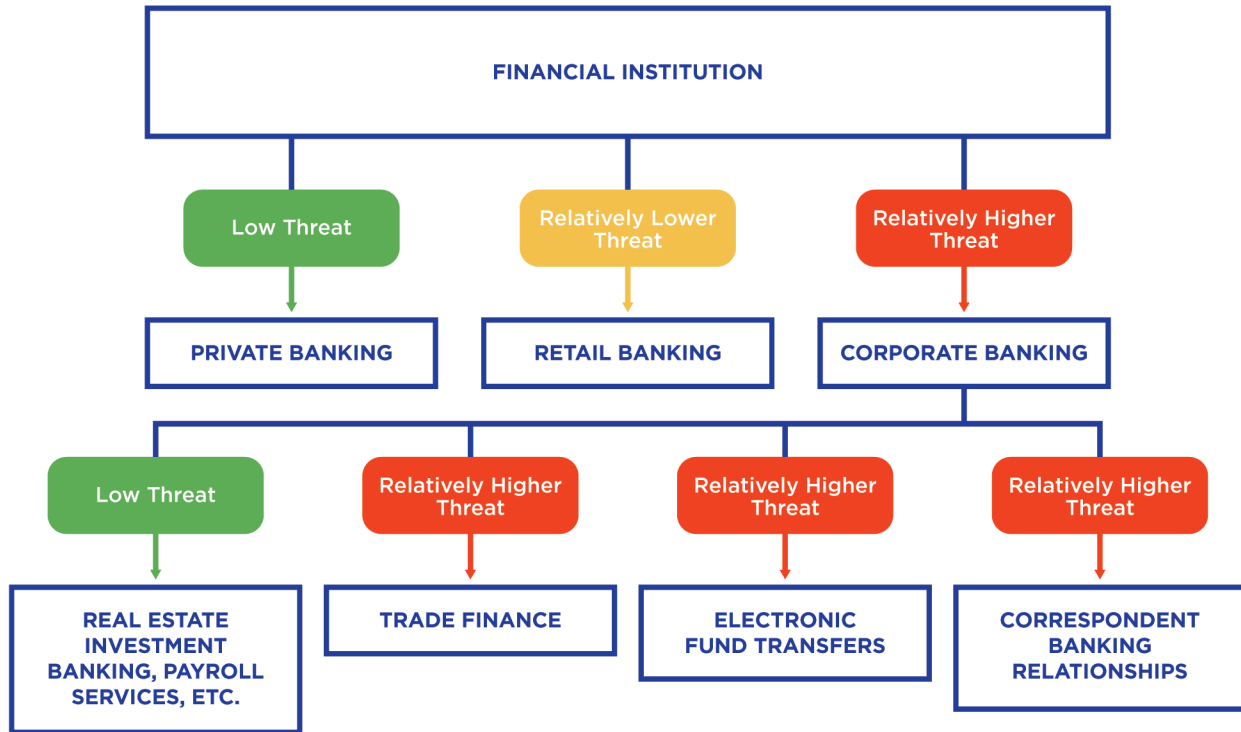 FINANCIAL INSTITUTION
Low Threat
Relatively Lower
Threat
Relatively Higher
Threat
PRIVATE BANKING
RETAIL BANKING
CORPORATE BANKING
Low Threat
Relatively Higher
Threat
Relatively Higher
Threat
Relatively Higher
Threat
REAL ESTATE
INVESTMENT
BANKING, PAYROLL
SERVICES, ETC.
TRADE FINANCE
ELECTRONIC
FUND TRANSFERS
CORRESPONDENT
BANKING
RELATIONSHIPS